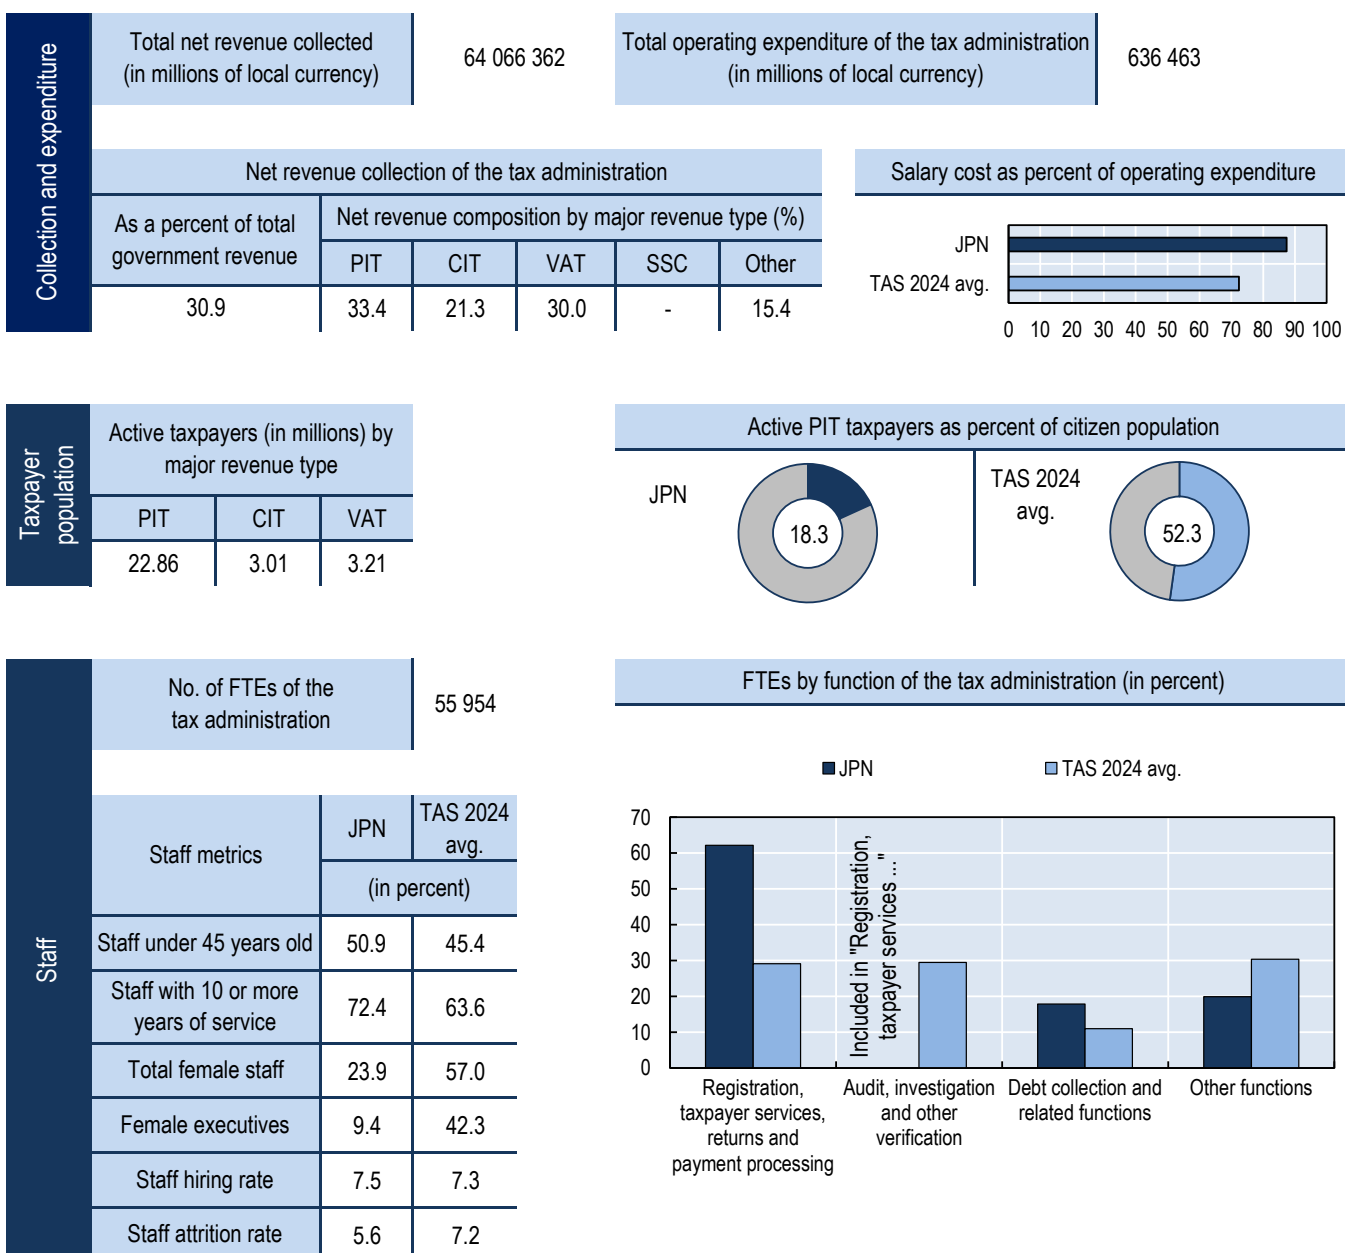 Collection and expenditure
Total net revenue collected
(in millions of local currency)
64 066 362
Total operating expenditure of the tax administration
(in millions of local currency)
636 463
Net revenue collection of the tax administration
As a percent of total
government revenue
Net revenue composition by major revenue type (%)
PIT CIT VAT SSC Other
30.9 33.4 21.3 30.0 - 15.4
Salary cost as percent of operating expenditure
JPN
TAS 2024 avg.
0 10 20 30 40 50 60 70 80 90 100
Taxpayer
population
Active taxpayers (in millions) by
major revenue type
PIT CIT VAT
22.86 3.01 3.21
Active PIT taxpayers as percent of citizen population
JPN
18.3
TAS 2024
avg.
52.3
Staff
No. of FTEs of the
tax administration
55 954
Staff metrics
JPN
TAS 2024
avg.
(in percent)
Staff under 45 years old 50.9 45.4
Staff with 10 or more
years of service
72.4 63.6
Total female staff 23.9 57.0
Female executives 9.4 42.3
Staff hiring rate 7.5 7.3
Staff attrition rate 5.6 7.2
FTEs by function of the tax administration (in percent)
JPN TAS 2024 avg.
70
60
50
40
30
20
10
0
Included in "Registration,
taxpayer services ..."
Registration,
taxpayer services,
returns and
payment processing
Audit, investigation
and other
verification
Debt collection and
related functions
Other functions